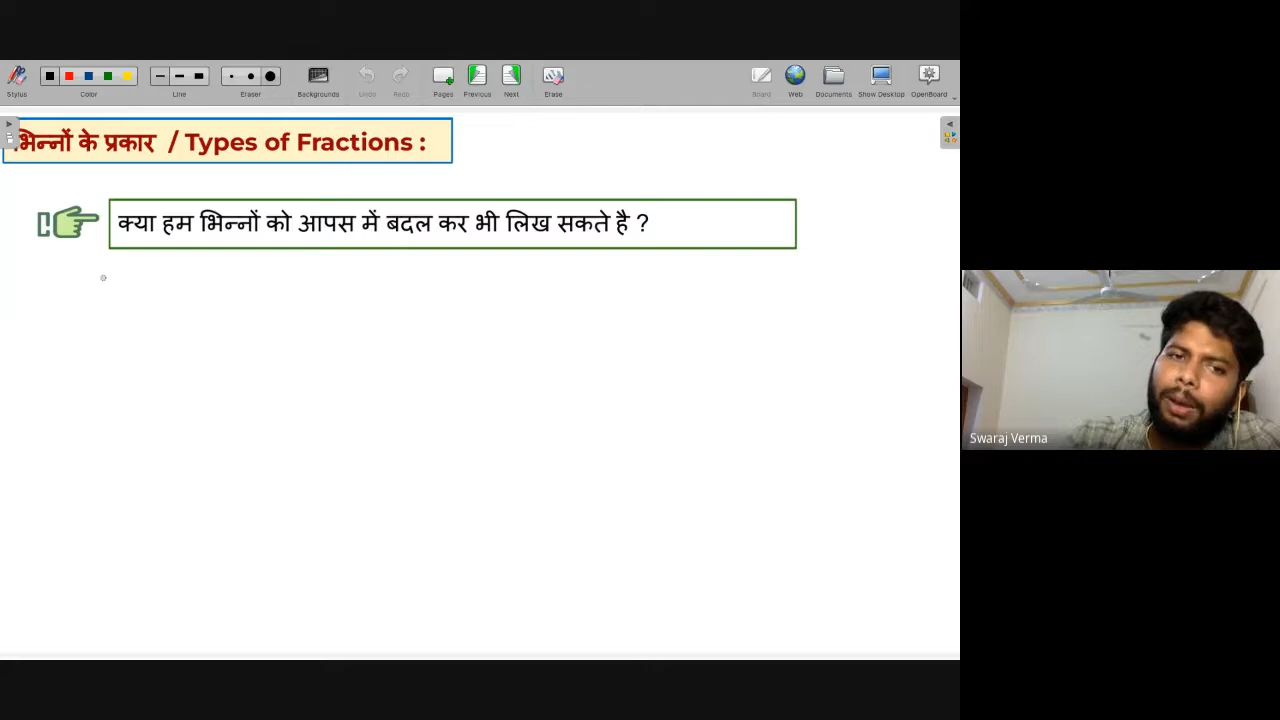 Stylus
Color
Line
Eraser
Backgrounds
Undo
Redo
Pages
Previous
Next
Erase
Board
Web
Documents
Show Desktop
OpenBoard
भिन्नों के प्रकार / Types of Fractions :
क्या हम भिन्नों को आपस में बदल कर भी लिख सकते है ?
Swaraj Verma